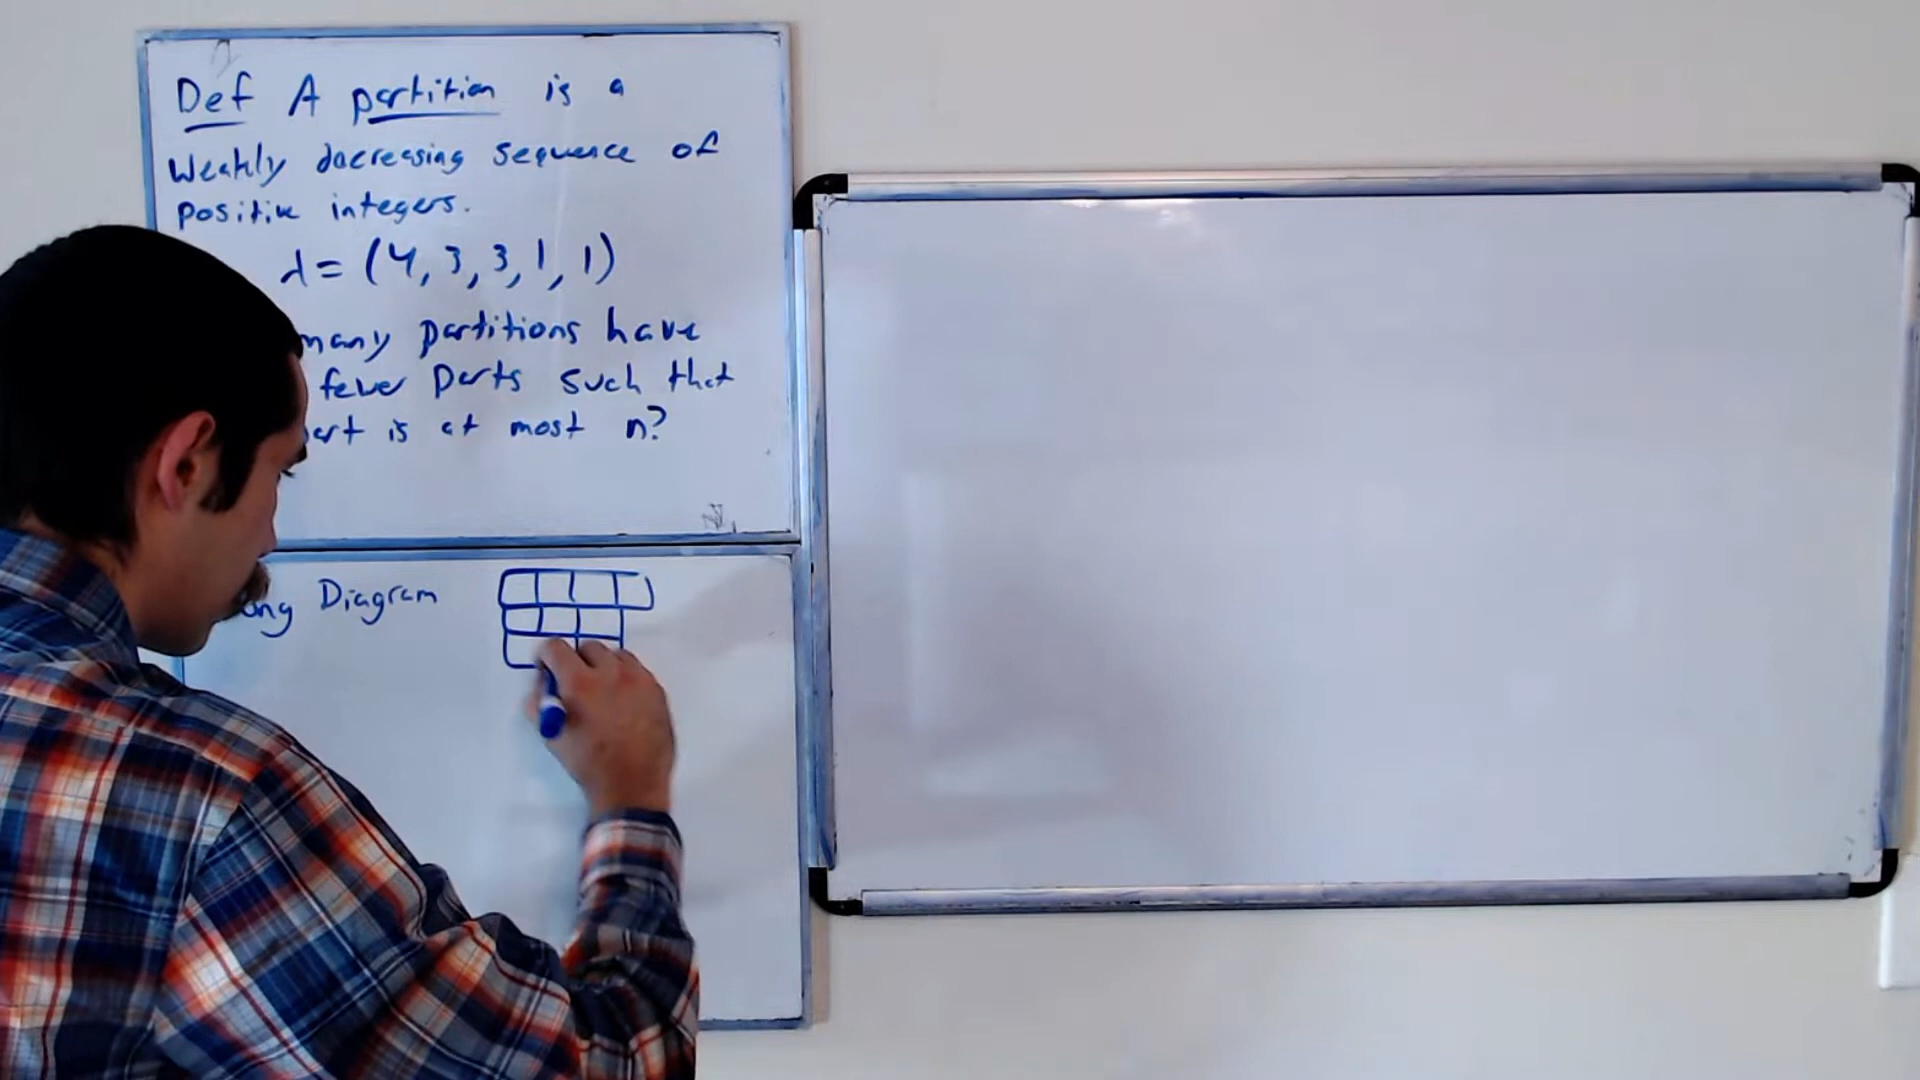 Def A partition is a
Weakly decreasing sequence of
positive integers.
λ = (4, 3, 3, 1, 1)
many partitions have
fewer parts such that
is at most n?
Diagram